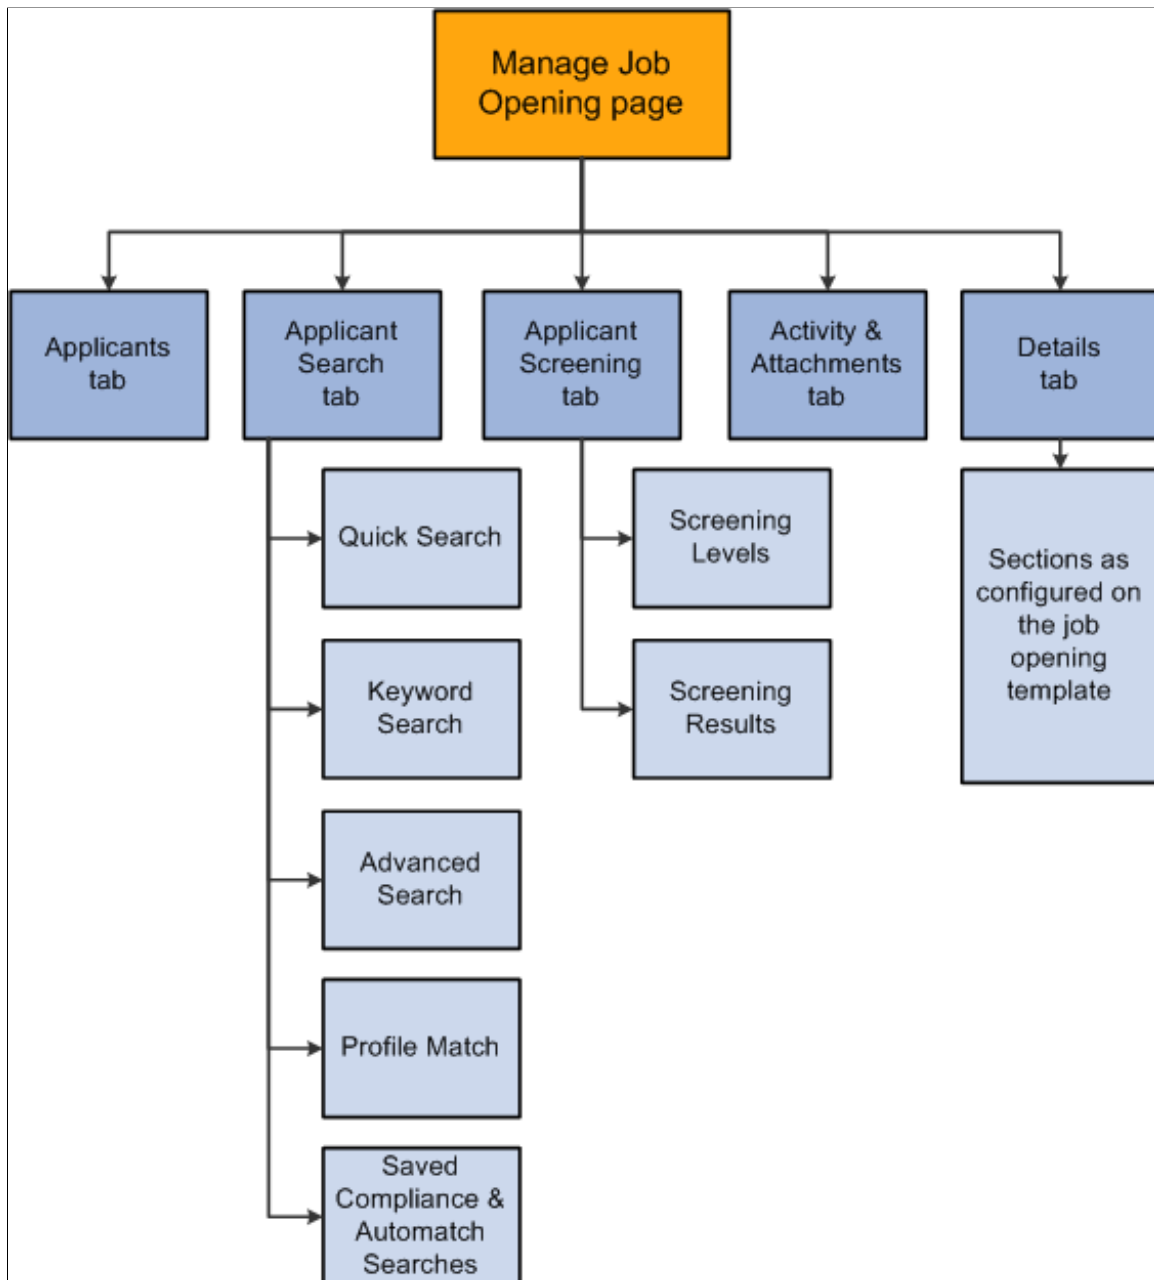 Manage Job
Opening page
Applicants
tab
Applicant
Search
tab
Applicant
Screening
tab
Activity &
Attachments
tab
Details
tab
Quick Search
Keyword
Search
Advanced
Search
Profile Match
Saved
Compliance &
Automatch
Searches
Screening
Levels
Screening
Results
Sections as
configured on
the job
opening
template